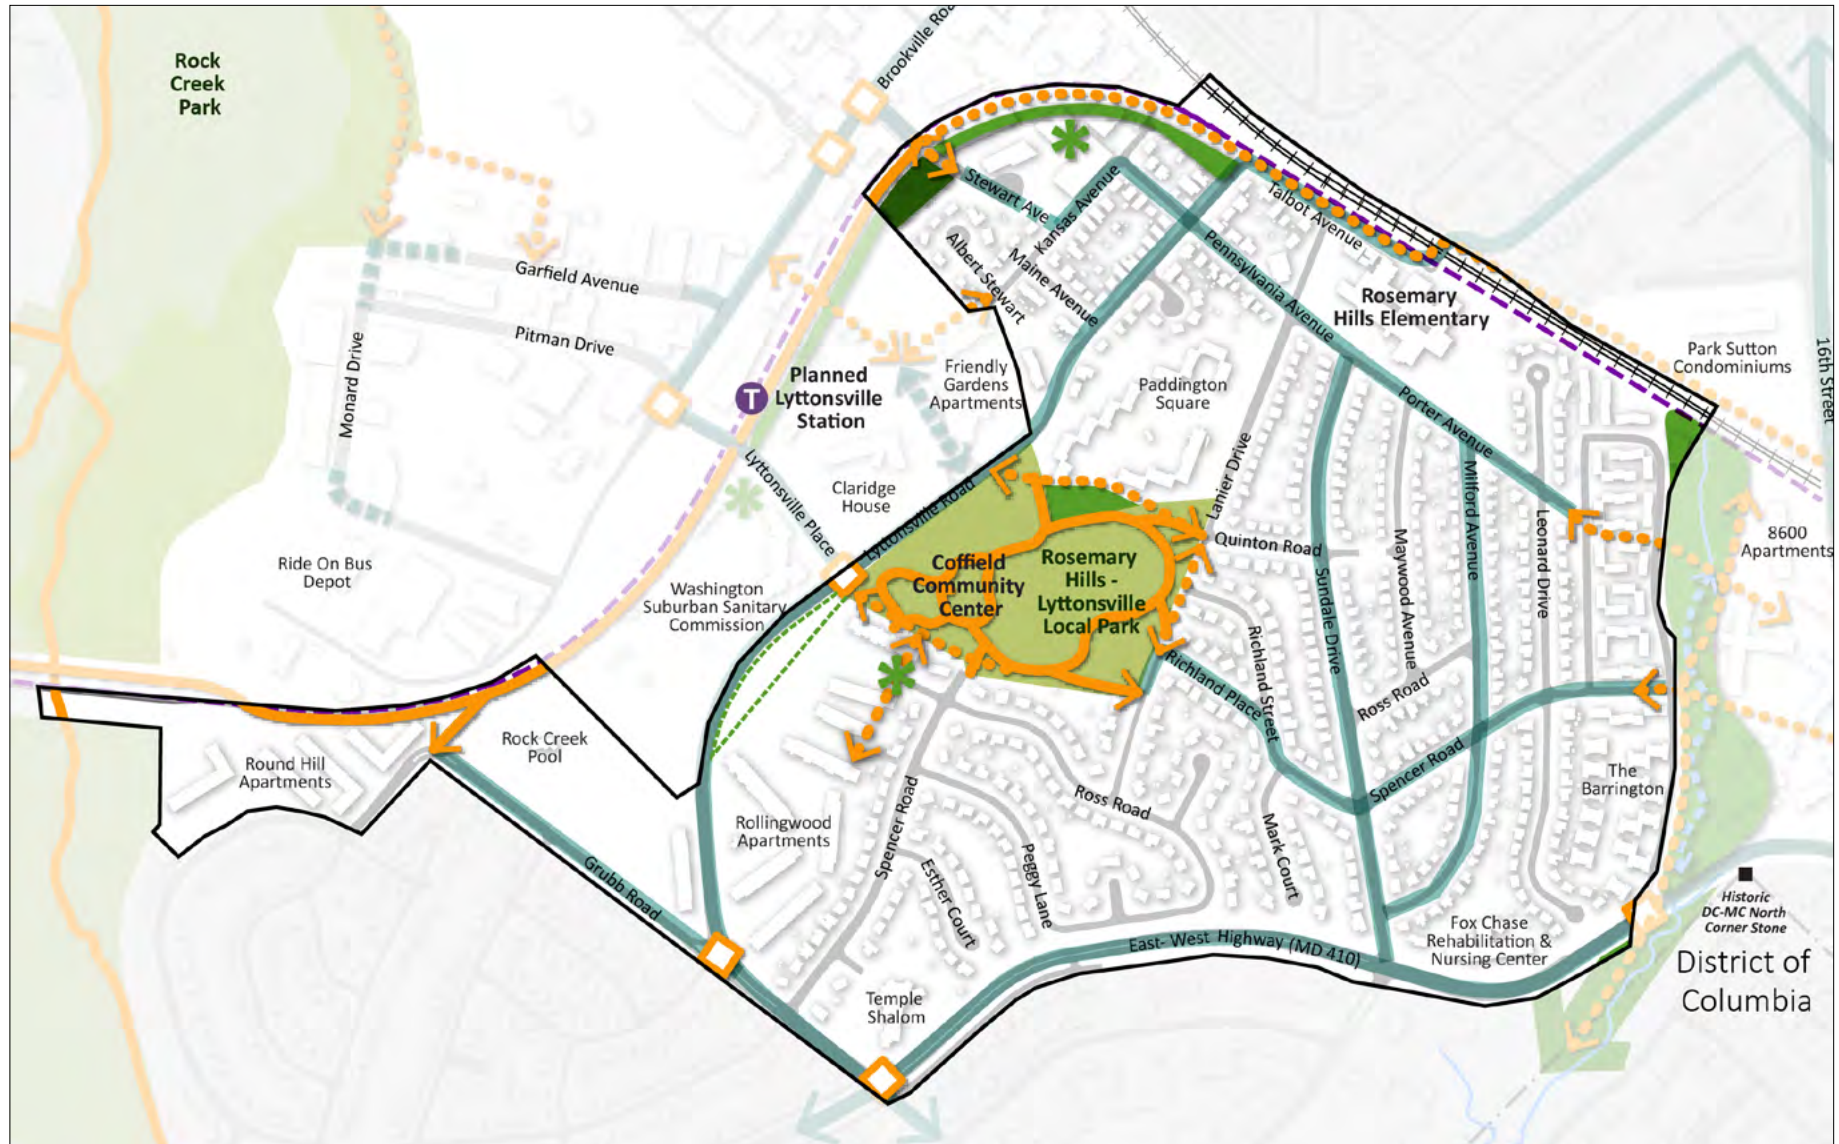 Rock
Creek
Park
Brookville Roa
Stewart Ave
Kansas Avenue
Talbot Avenue
Albert Stewart
Maine Avenue
Pennsylvania Avenue
Garfield Avenue
Pitman Drive
Monard Drive
Rosemary
Hills Elementary
Park Sutton
Condominiums
16th Street
T
Planned
Lyttonsville
Station
Friendly
Gardens
Apartments
Paddington
Square
Porter Avenue
Lyttonsville Place
Claridge
House
Lyttonsville Road
Lanier Drive
Quinton Road
Milford Avenue
Maywood Avenue
Leonard Drive
8600
Apartments
Ride On Bus
Depot
Washington
Suburban Sanitary
Commission
Coffield
Community
Center
Rosemary
Hills -
Lyttonsville
Local Park
Sundale Drive
Richland Place
Richland Street
Ross Road
Spencer Road
Rock Creek
Pool
Round Hill
Apartments
The
Barrington
Ross Road
Rollingwood
Apartments
Spencer Road
Mark Court
Peggy Lane
Esther Court
Grubb Road
East- West Highway (MD 410)
Fox Chase
Rehabilitation &
Nursing Center
Historic
DC-MC North
Corner Stone
District of
Columbia
Temple
Shalom